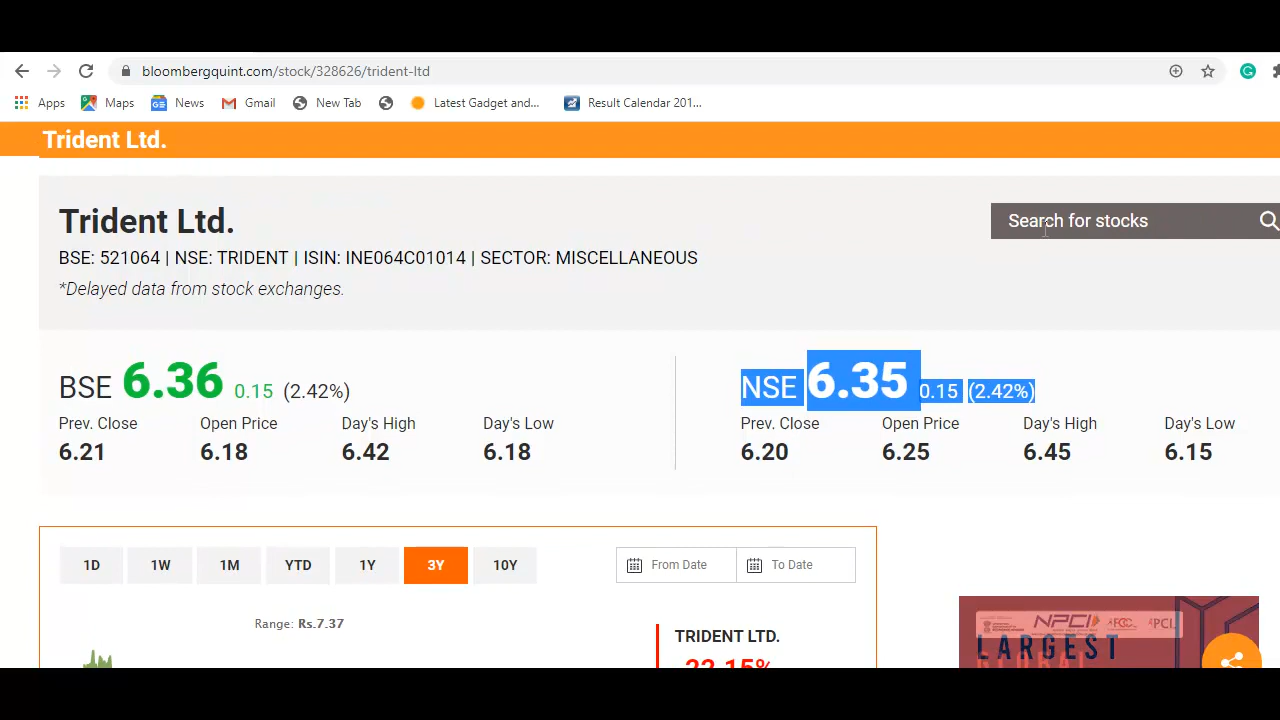 bloombergquint.com/stock/328626/trident-ltd
Apps Maps News Gmail New Tab Latest Gadget and... Result Calendar 201...
Trident Ltd.
Trident Ltd.
Search for stocks
BSE: 521064 | NSE: TRIDENT | ISIN: INE064C01014 | SECTOR: MISCELLANEOUS
*Delayed data from stock exchanges.
BSE 6.36 0.15 (2.42%)
Prev. Close Open Price Day's High Day's Low
6.21 6.18 6.42 6.18
NSE 6.35 0.15 (2.42%)
Prev. Close Open Price Day's High Day's Low
6.20 6.25 6.45 6.15
1D 1W 1M YTD 1Y 3Y 10Y
From Date To Date
Range: Rs.7.37
TRIDENT LTD.
NPCI
LARGEST
GLOBAL